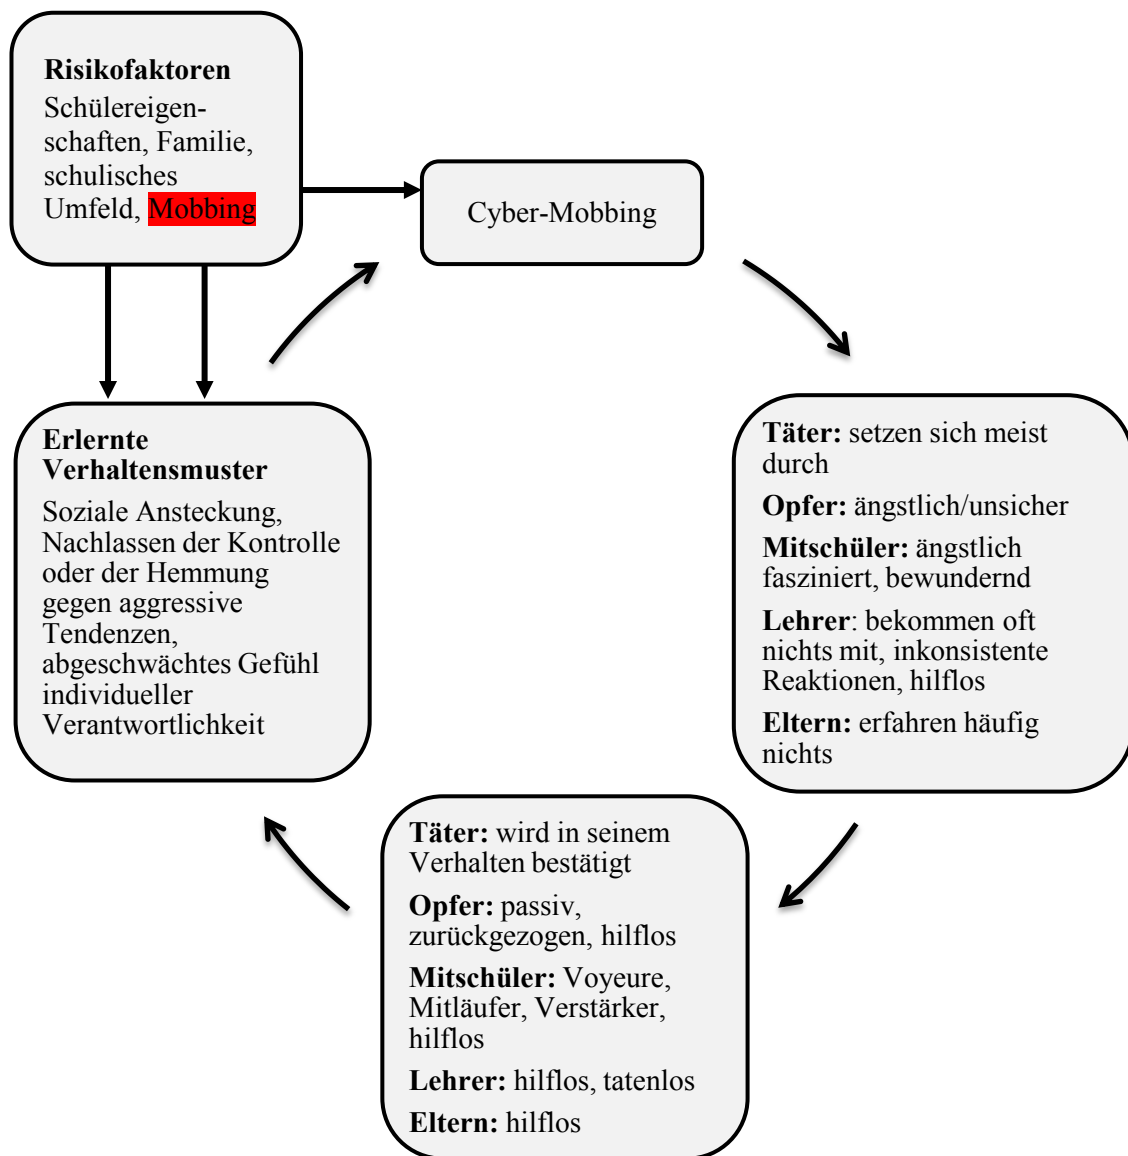 Risikofaktoren
Schülereigen-
schaften, Familie,
schulisches
Umfeld, Mobbing
Cyber-Mobbing
Erlernte
Verhaltensmuster
Soziale Ansteckung,
Nachlassen der Kontrolle
oder der Hemmung
gegen aggressive
Tendenzen,
abgeschwächtes Gefühl
individueller
Verantwortlichkeit
Täter: setzen sich meist
durch
Opfer: ängstlich/unsicher
Mitschüler: ängstlich
fasziniert, bewundernd
Lehrer: bekommen oft
nichts mit, inkonsistente
Reaktionen, hilflos
Eltern: erfahren häufig
nichts
Täter: wird in seinem
Verhalten bestätigt
Opfer: passiv,
zurückgezogen, hilflos
Mitschüler: Voyeure,
Mitläufer, Verstärker,
hilflos
Lehrer: hilflos, tatenlos
Eltern: hilflos